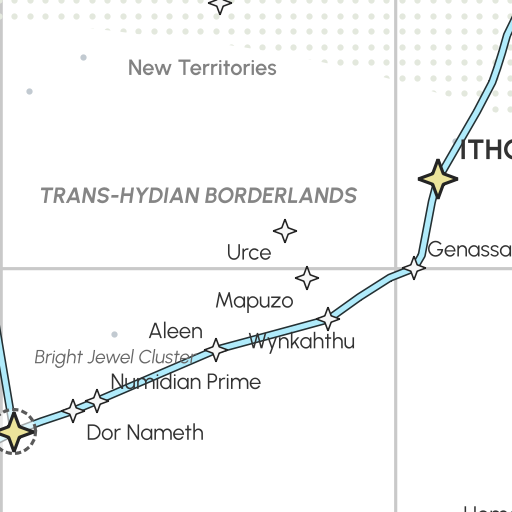 New Territories
ITHO
TRANS-HYDIAN BORDERLANDS
Urce
Genassa
Mapuzo
Aleen
Wynkahthu
Bright Jewel Cluster
Numidian Prime
Dor Nameth